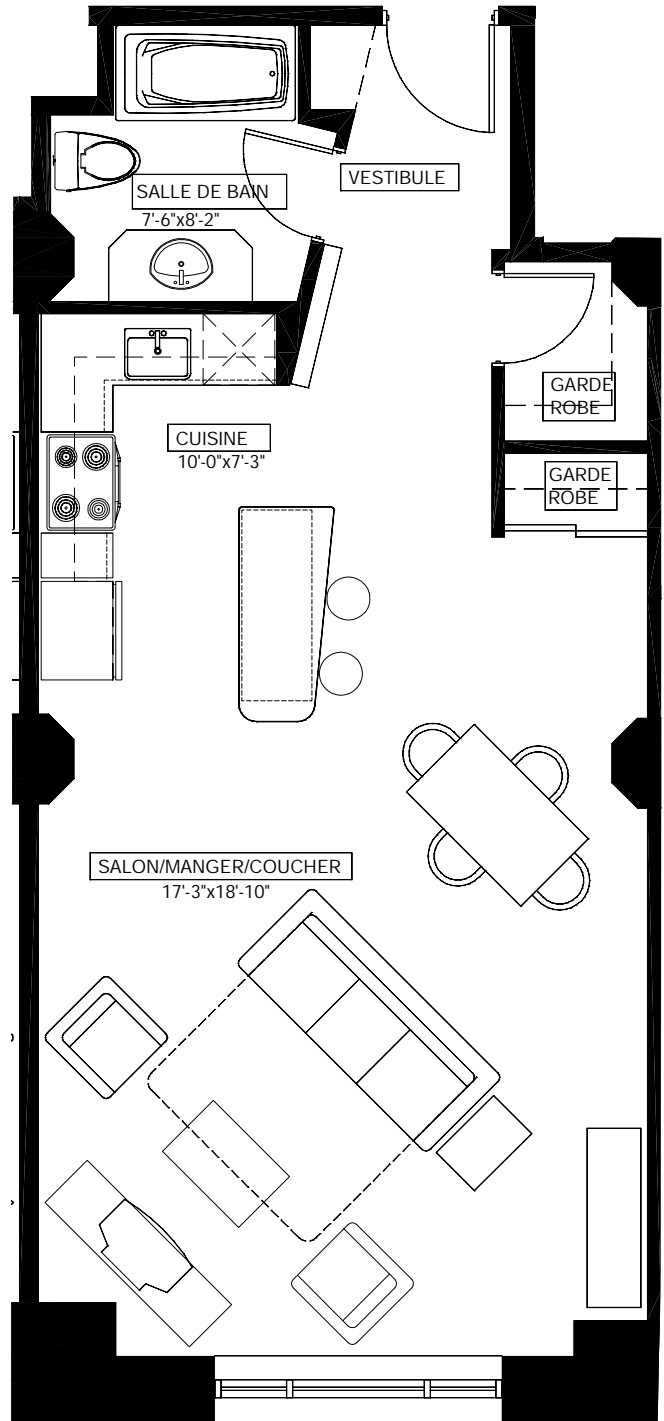 VESTIBULE
SALLE DE BAIN
7'-6"x8'-2"
GARDE
ROBE
CUISINE
10'-0"x7'-3"
GARDE
ROBE
SALON/MANGER/COUCHER
17'-3"x18'-10"